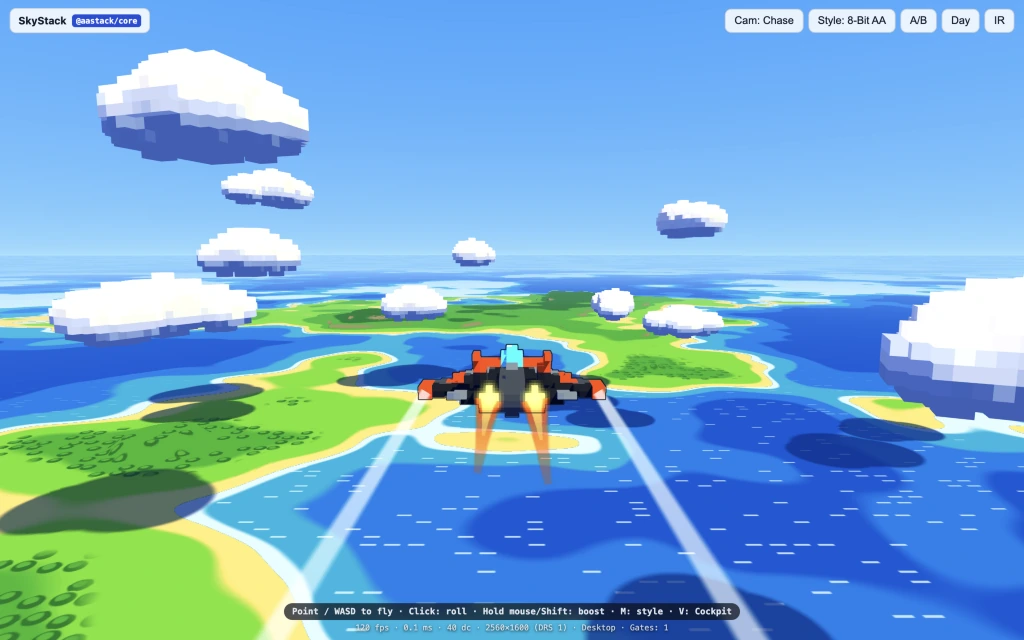 SkyStack @aastack/core
Cam: Chase Style: 8-Bit AA A/B Day IR
Point / WASD to fly · Click: roll · Hold mouse/Shift: boost · M: style · V: Cockpit
120 fps · 0.1 ms · 40 dc · 2560×1600 (DRS 1) · Desktop · Gates: 1